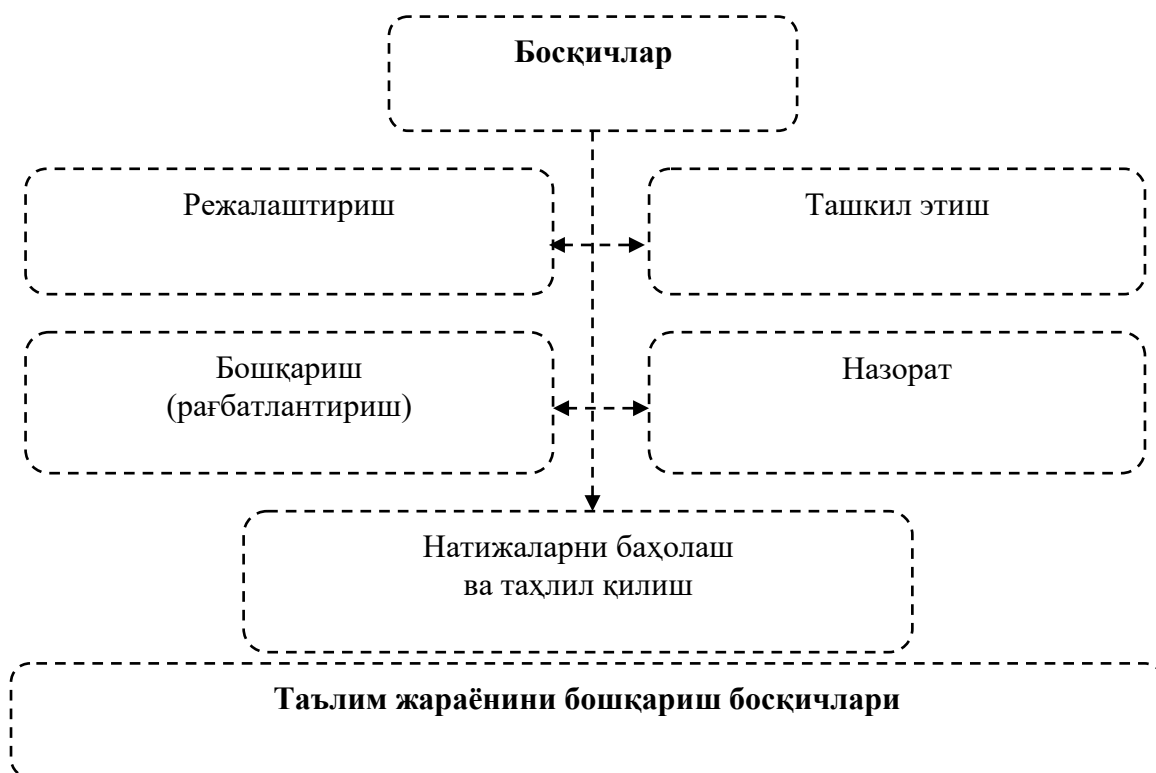 Босқичлар
Режалаштириш
Ташкил этиш
Бошқариш
(рағбатлантириш)
Назорат
Натижаларни баҳолаш
ва таҳлил қилиш
Таълим жараёнини бошқариш босқичлари